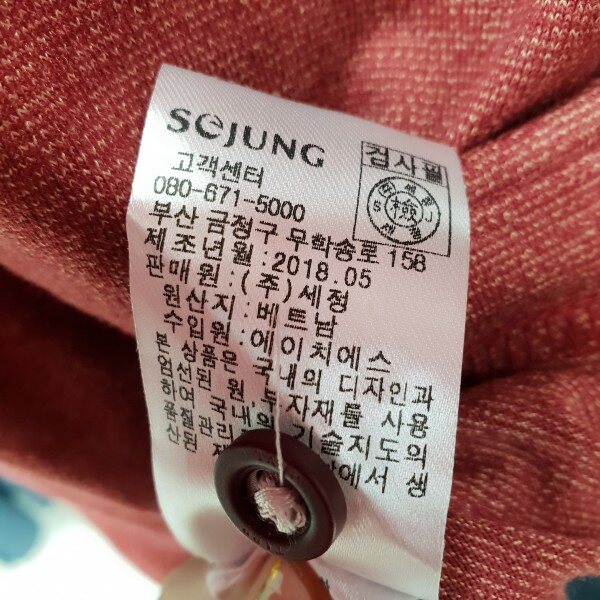 SeJUNG
검사필
고객센터
檢
080-671-5000
부산 금정구 무학송로 158
제조년월:2018.05
판매원:(주)세정
원산지:베트남
수입원:에이치에스
본 상품은 국내의 디자인과
엄선된 원, 부자재를 사용
하여 국내의 기술지도의
품질관리
산된 생